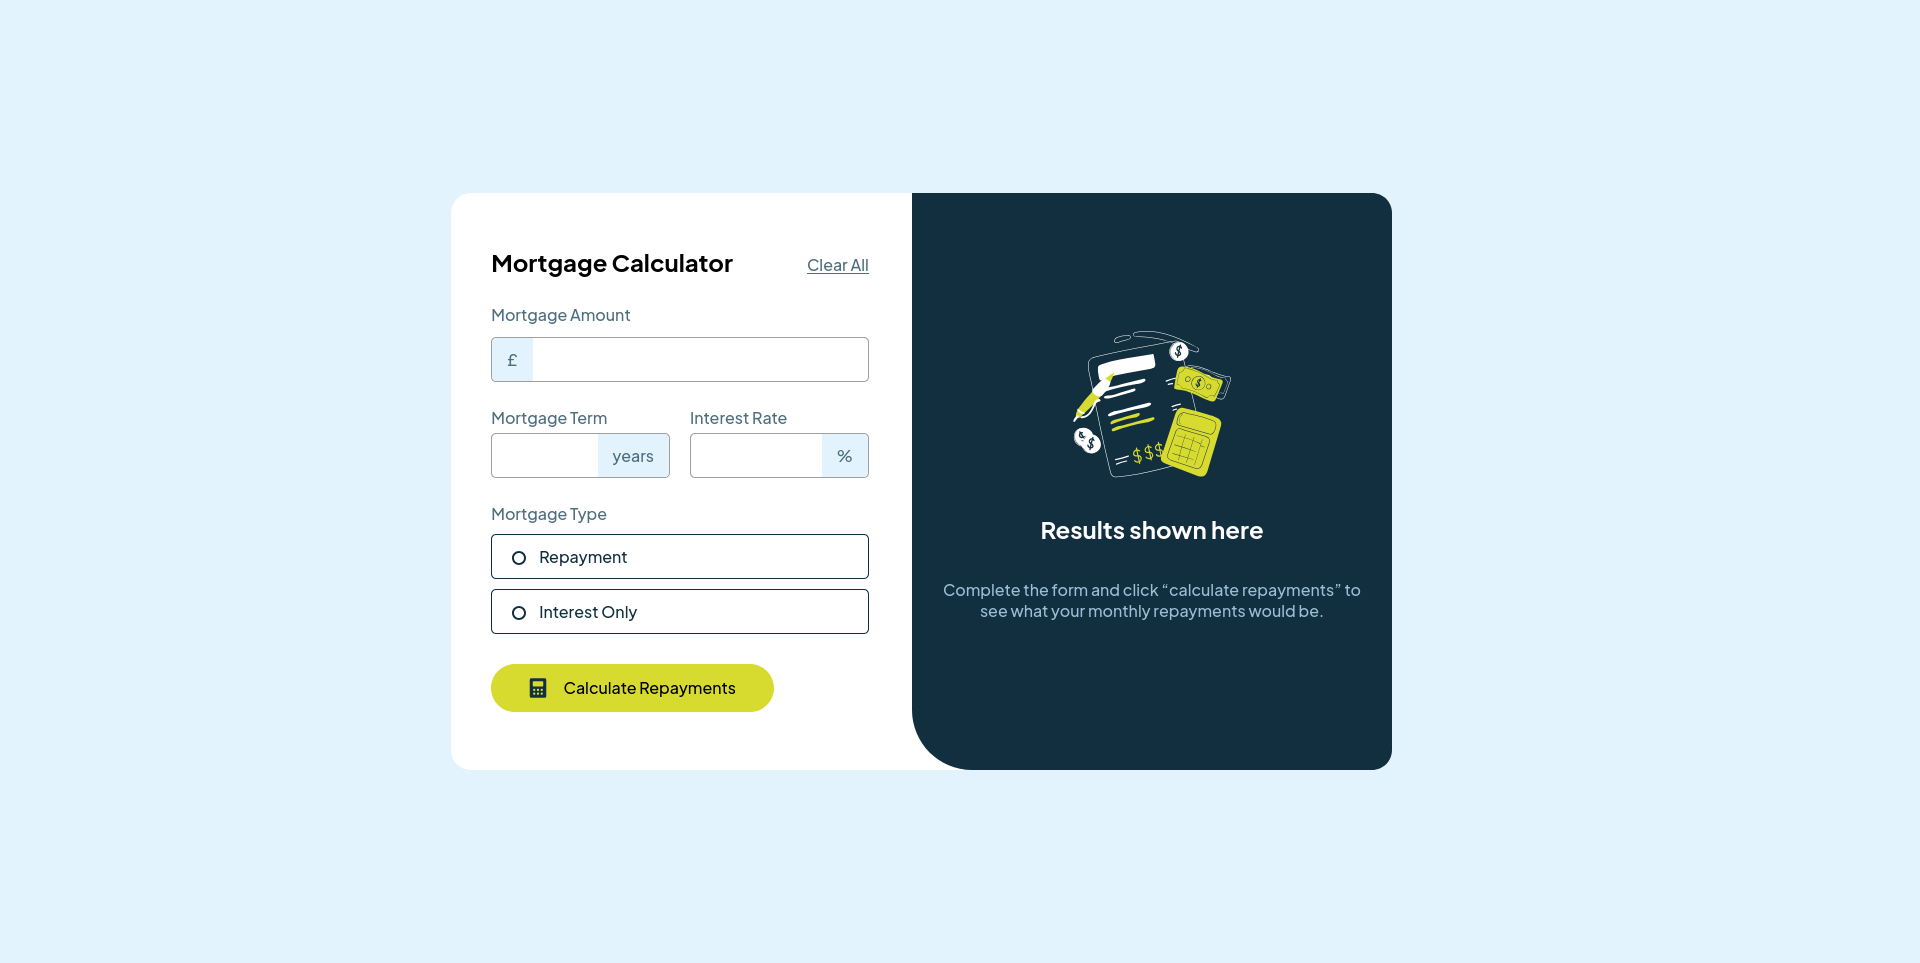 Mortgage Calculator
Clear All
Mortgage Amount
£
Mortgage Term
Interest Rate
years
%
Mortgage Type
Repayment
Interest Only
Calculate Repayments
$
$
$
$
$$$
Results shown here
Complete the form and click “calculate repayments” to
see what your monthly repayments would be.